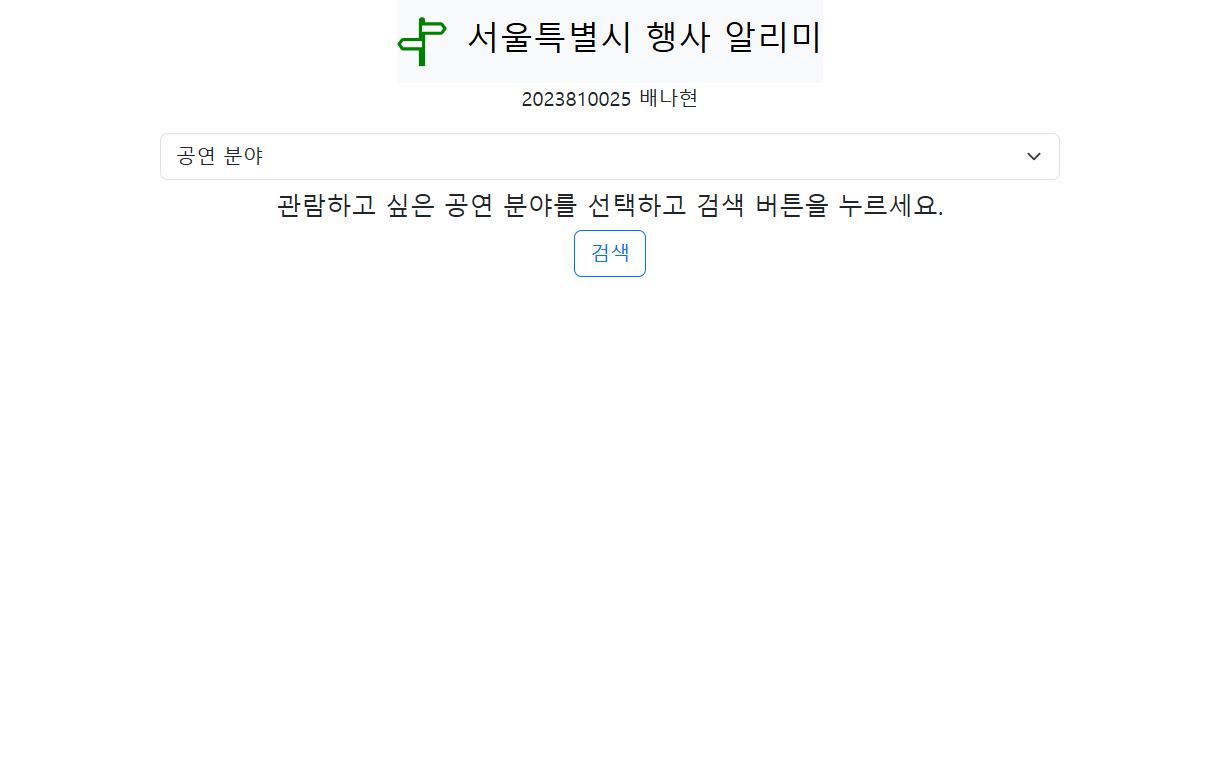 서울특별시 행사 알리미
2023810025 배나현
공연 분야
관람하고 싶은 공연 분야를 선택하고 검색 버튼을 누르세요.
검색